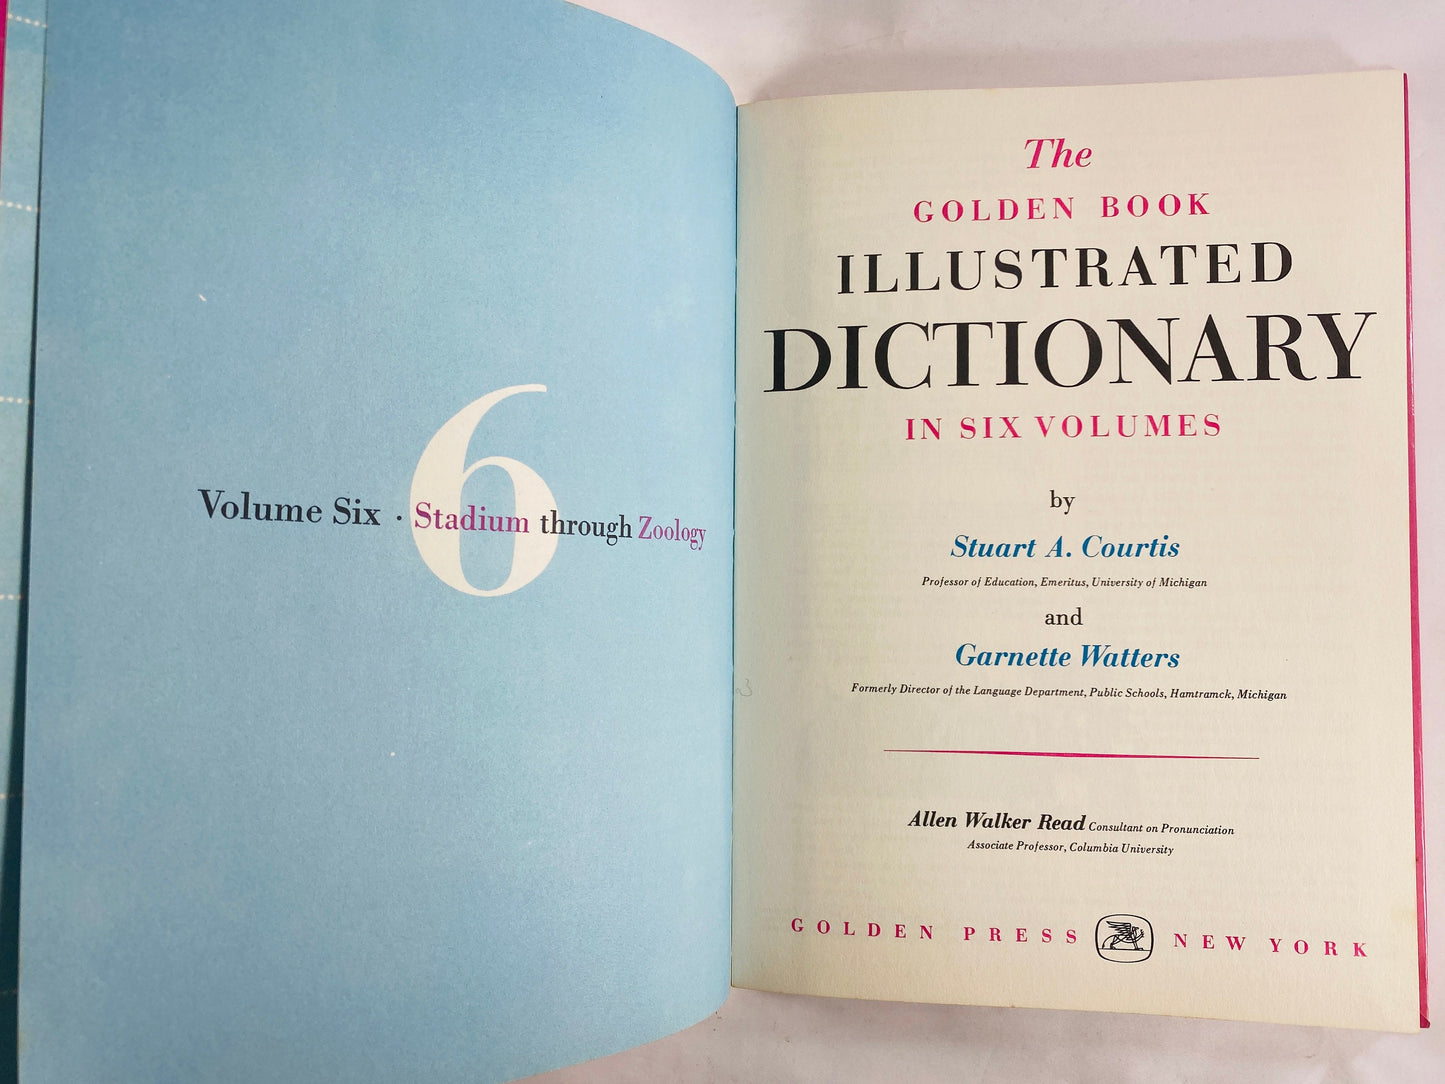 6
Volume Six · Stadium through Zoology
The
GOLDEN BOOK
ILLUSTRATED
DICTIONARY
IN SIX VOLUMES
by
Stuart A. Courtis
Professor of Education, Emeritus, University of Michigan
and
Garnette Watters
Formerly Director of the Language Department, Public Schools, Hamtramck, Michigan
Allen Walker Read Consultant on Pronunciation
Associate Professor, Columbia University
GOLDEN PRESS NEW YORK